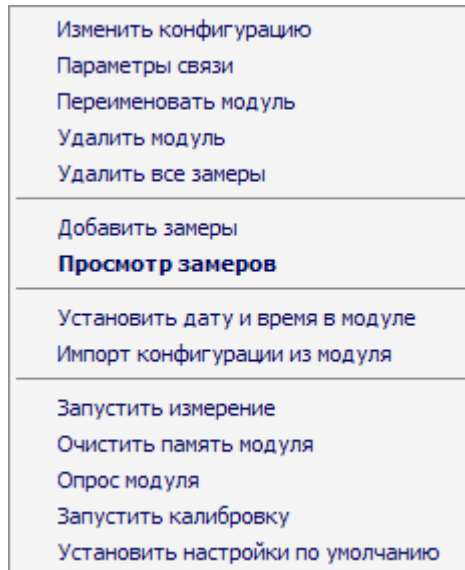 Изменить конфигурацию
Параметры связи
Переименовать модуль
Удалить модуль
Удалить все замеры
Добавить замеры
Просмотр замеров
Установить дату и время в модуле
Импорт конфигурации из модуля
Запустить измерение
Очистить память модуля
Опрос модуля
Запустить калибровку
Установить настройки по умолчанию